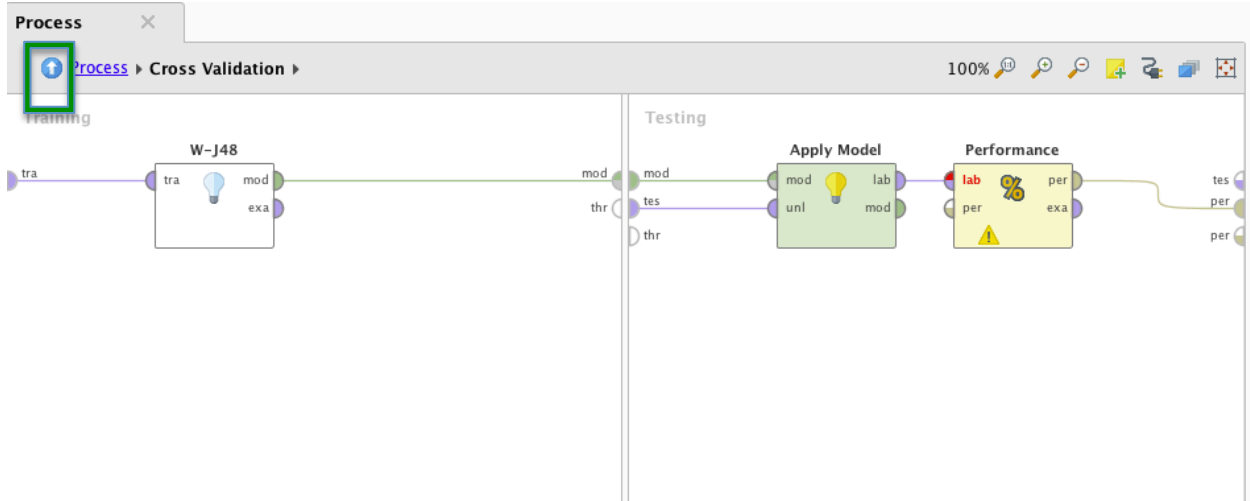 Process
Process Cross Validation
100%
Training
Testing
W-J48
Apply Model
Performance
tra
tra
mod
exa
mod
thr
mod
tes
thr
mod
lab
unl
mod
lab
per
per
exa
tes
per
per